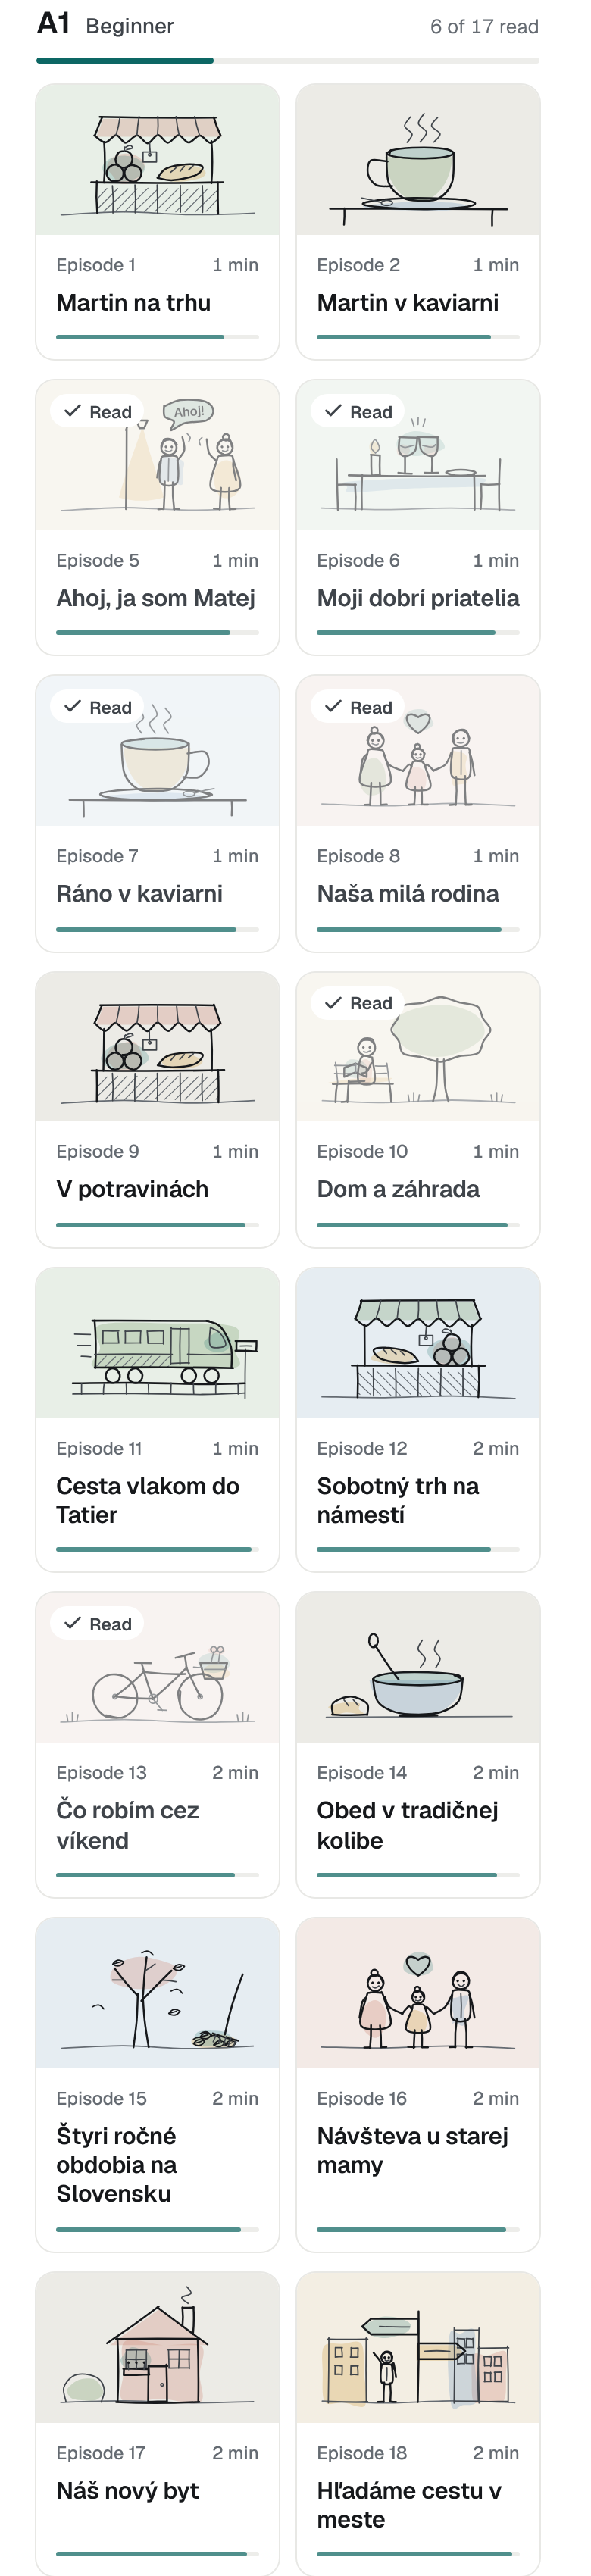 A1 Beginner 6 of 17 read
Episode 1 1 min
Martin na trhu
Episode 2 1 min
Martin v kaviarni
Read
Ahoj!
Episode 5 1 min
Ahoj, ja som Matej
Read
Episode 6 1 min
Moji dobrí priatelia
Read
Episode 7 1 min
Ráno v kaviarni
Read
Episode 8 1 min
Naša milá rodina
Episode 9 1 min
V potravinách
Read
Episode 10 1 min
Dom a záhrada
Episode 11 1 min
Cesta vlakom do
Tatier
Episode 12 2 min
Sobotný trh na
námestí
Read
Episode 13 2 min
Čo robím cez
víkend
Episode 14 2 min
Obed v tradičnej
kolibe
Episode 15 2 min
Štyri ročné
obdobia na
Slovensku
Episode 16 2 min
Návšteva u starej
mamy
Episode 17 2 min
Náš nový byt
Episode 18 2 min
Hľadáme cestu v
meste